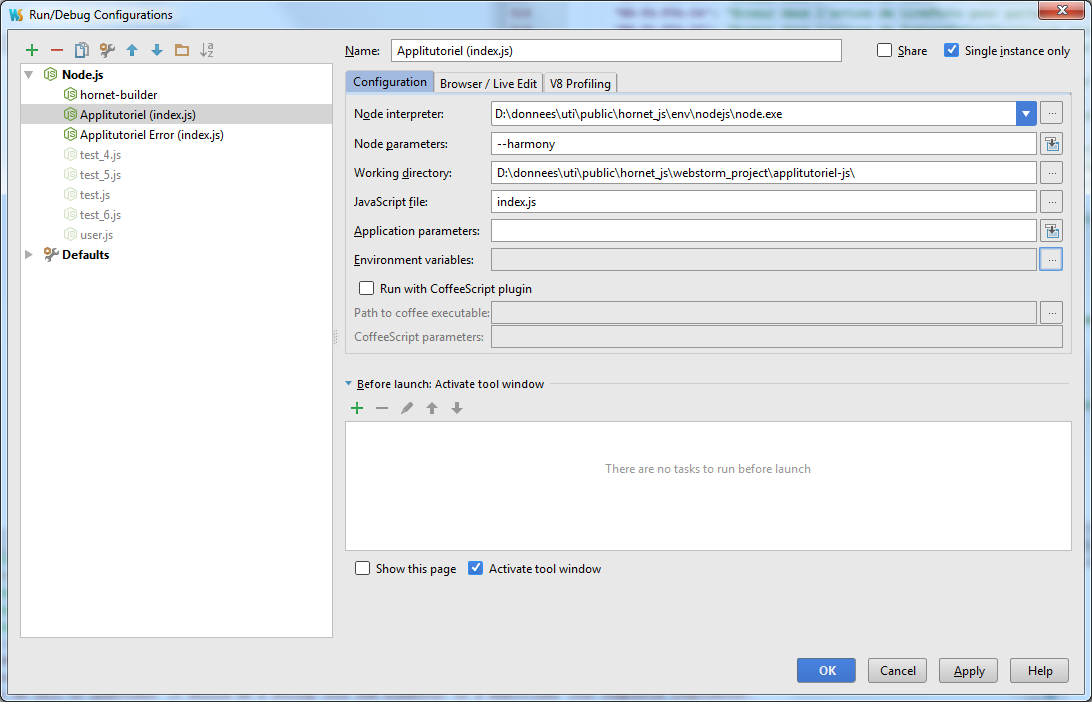 Run/Debug Configurations
Name: Applitutoriel (index.js) Share Single instance only
Node.js
hornet-builder
Applitutoriel (index.js)
Applitutoriel Error (index.js)
test_4.js
test_5.js
test.js
test_6.js
user.js
Defaults
Configuration Browser / Live Edit V8 Profiling
Node interpreter: D:\donnees\uti\public\hornet_js\env\nodejs\node.exe ...
Node parameters: --harmony
Working directory: D:\donnees\uti\public\hornet_js\webstorm_project\applitutoriel-js\ ...
JavaScript file: index.js ...
Application parameters:
Environment variables: ...
Run with CoffeeScript plugin
Path to coffee executable: ...
CoffeeScript parameters:
Before launch: Activate tool window
There are no tasks to run before launch
Show this page Activate tool window
OK Cancel Apply Help